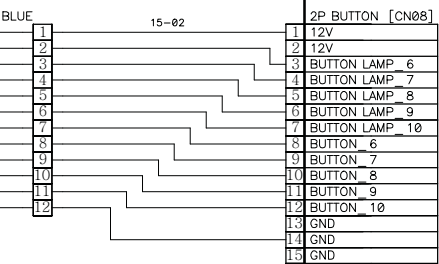 BLUE
15-02
2P BUTTON [CN08]
1 1 12V
2 2 12V
3 3 BUTTON LAMP_6
4 4 BUTTON LAMP_7
5 5 BUTTON LAMP_8
6 6 BUTTON LAMP_9
7 7 BUTTON LAMP_10
8 8 BUTTON_6
9 9 BUTTON_7
10 10 BUTTON_8
11 11 BUTTON_9
12 12 BUTTON_10
13 GND
14 GND
15 GND